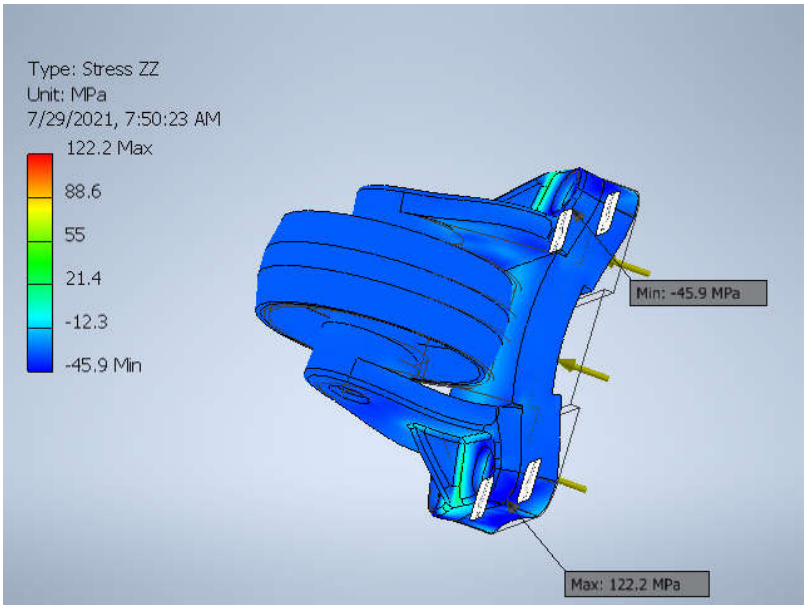 Type: Stress ZZ
Unit: MPa
7/29/2021, 7:50:23 AM
122.2 Max
88.6
55
21.4
-12.3
-45.9 Min
Min: -45.9 MPa
Max: 122.2 MPa